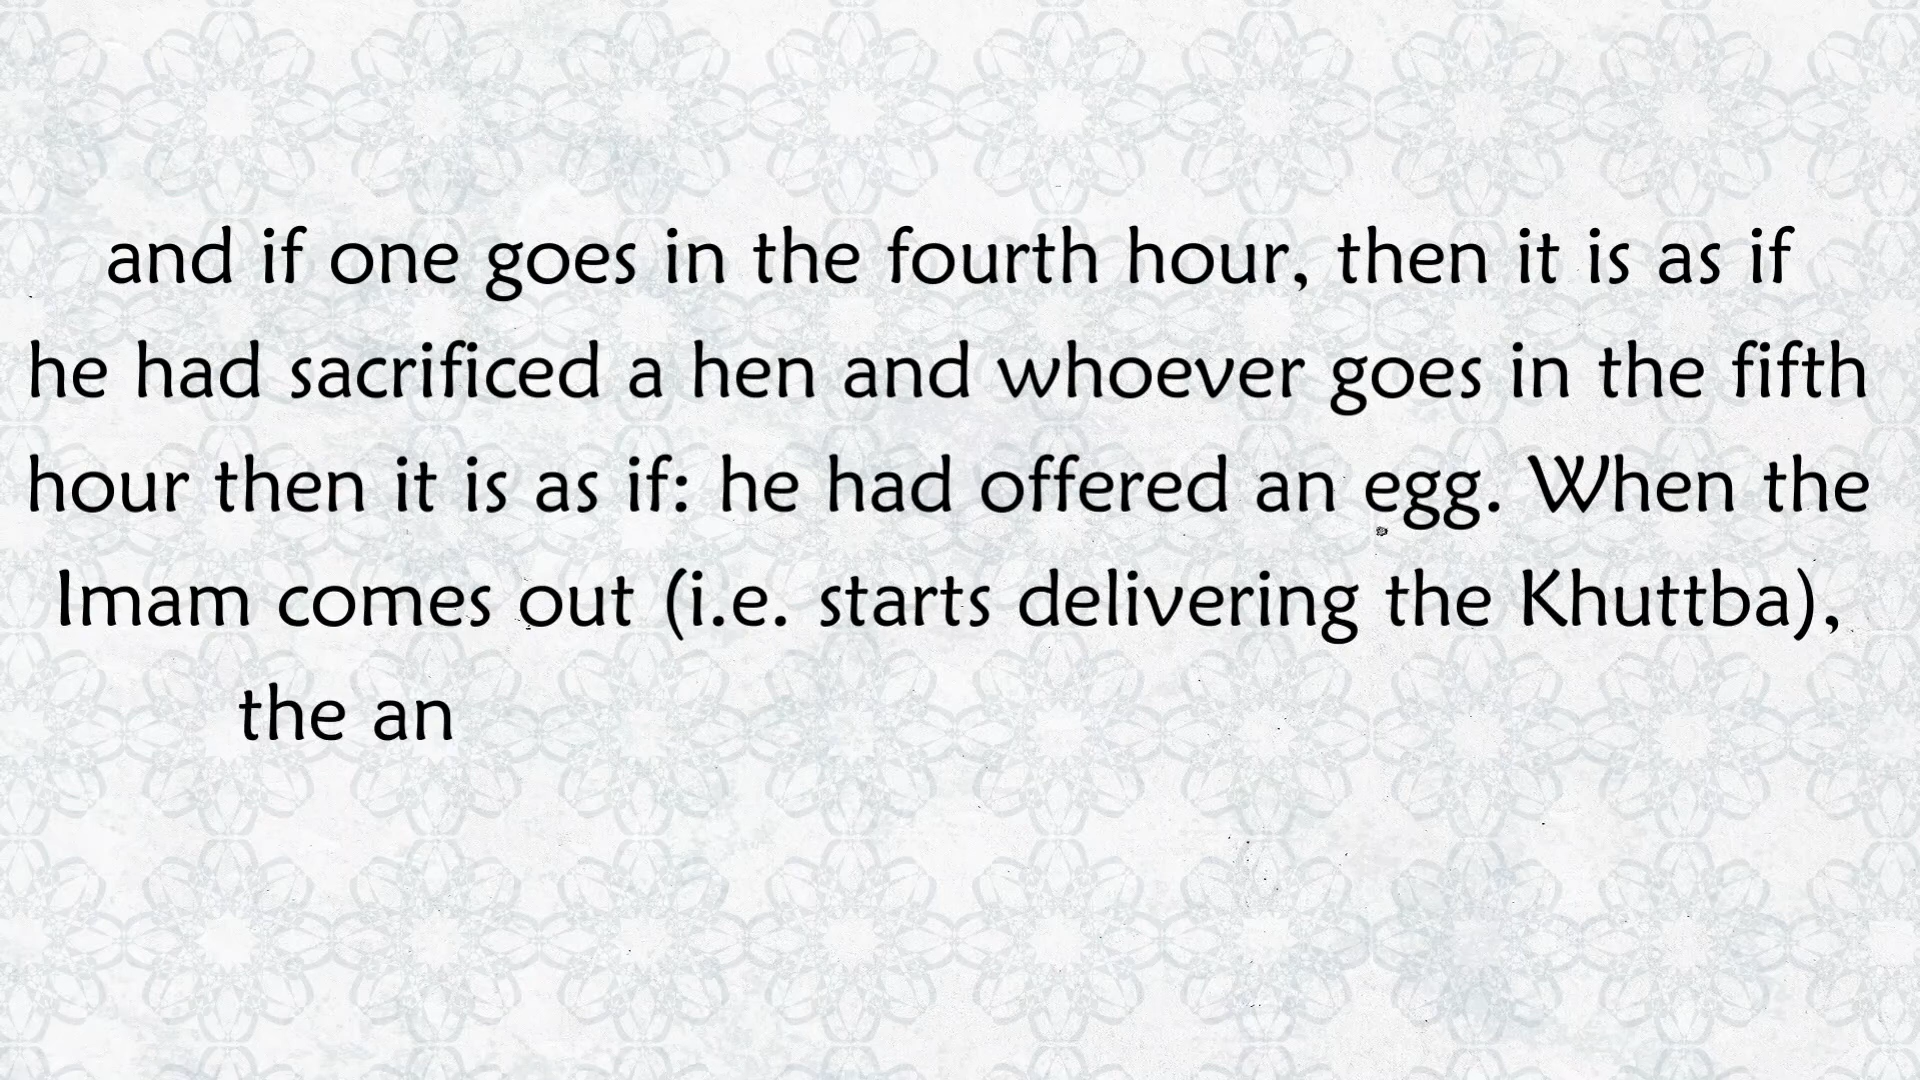 and if one goes in the fourth hour, then it is as if
he had sacrificed a hen and whoever goes in the fifth
hour then it is as if: he had offered an egg. When the
Imam comes out (i.e. starts delivering the Khuttba),
the an